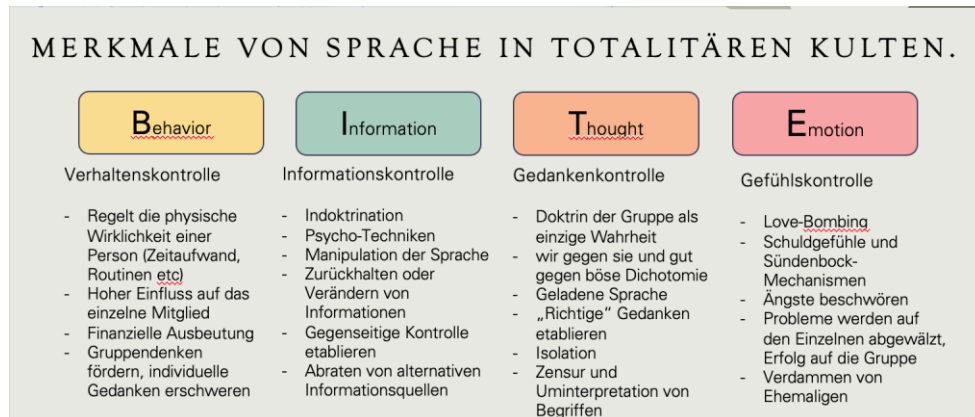 MERKMALE VON SPRACHE IN TOTALITÄREN KULTEN.
Behavior
Verhaltenskontrolle
- Regelt die physische
Wirklichkeit einer
Person (Zeitaufwand,
Routinen etc)
- Hoher Einfluss auf das
einzelne Mitglied
- Finanzielle Ausbeutung
- Gruppendenken
fördern, individuelle
Gedanken erschweren
Information
Informationskontrolle
- Indoktrination
- Psycho-Techniken
- Manipulation der Sprache
- Zurückhalten oder
Verändern von
Informationen
- Gegenseitige Kontrolle
etablieren
- Abraten von alternativen
Informationsquellen
Thought
Gedankenkontrolle
- Doktrin der Gruppe als
einzige Wahrheit
- wir gegen sie und gut
gegen böse Dichotomie
- Geladene Sprache
- „Richtige“ Gedanken
etablieren
- Isolation
- Zensur und
Uminterpretation von
Begriffen
Emotion
Gefühlskontrolle
- Love-Bombing
- Schuldgefühle und
Sündenbock-
Mechanismen
- Ängste beschwören
- Probleme werden auf
den Einzelnen abgewälzt,
Erfolg auf die Gruppe
- Verdammen von
Ehemaligen